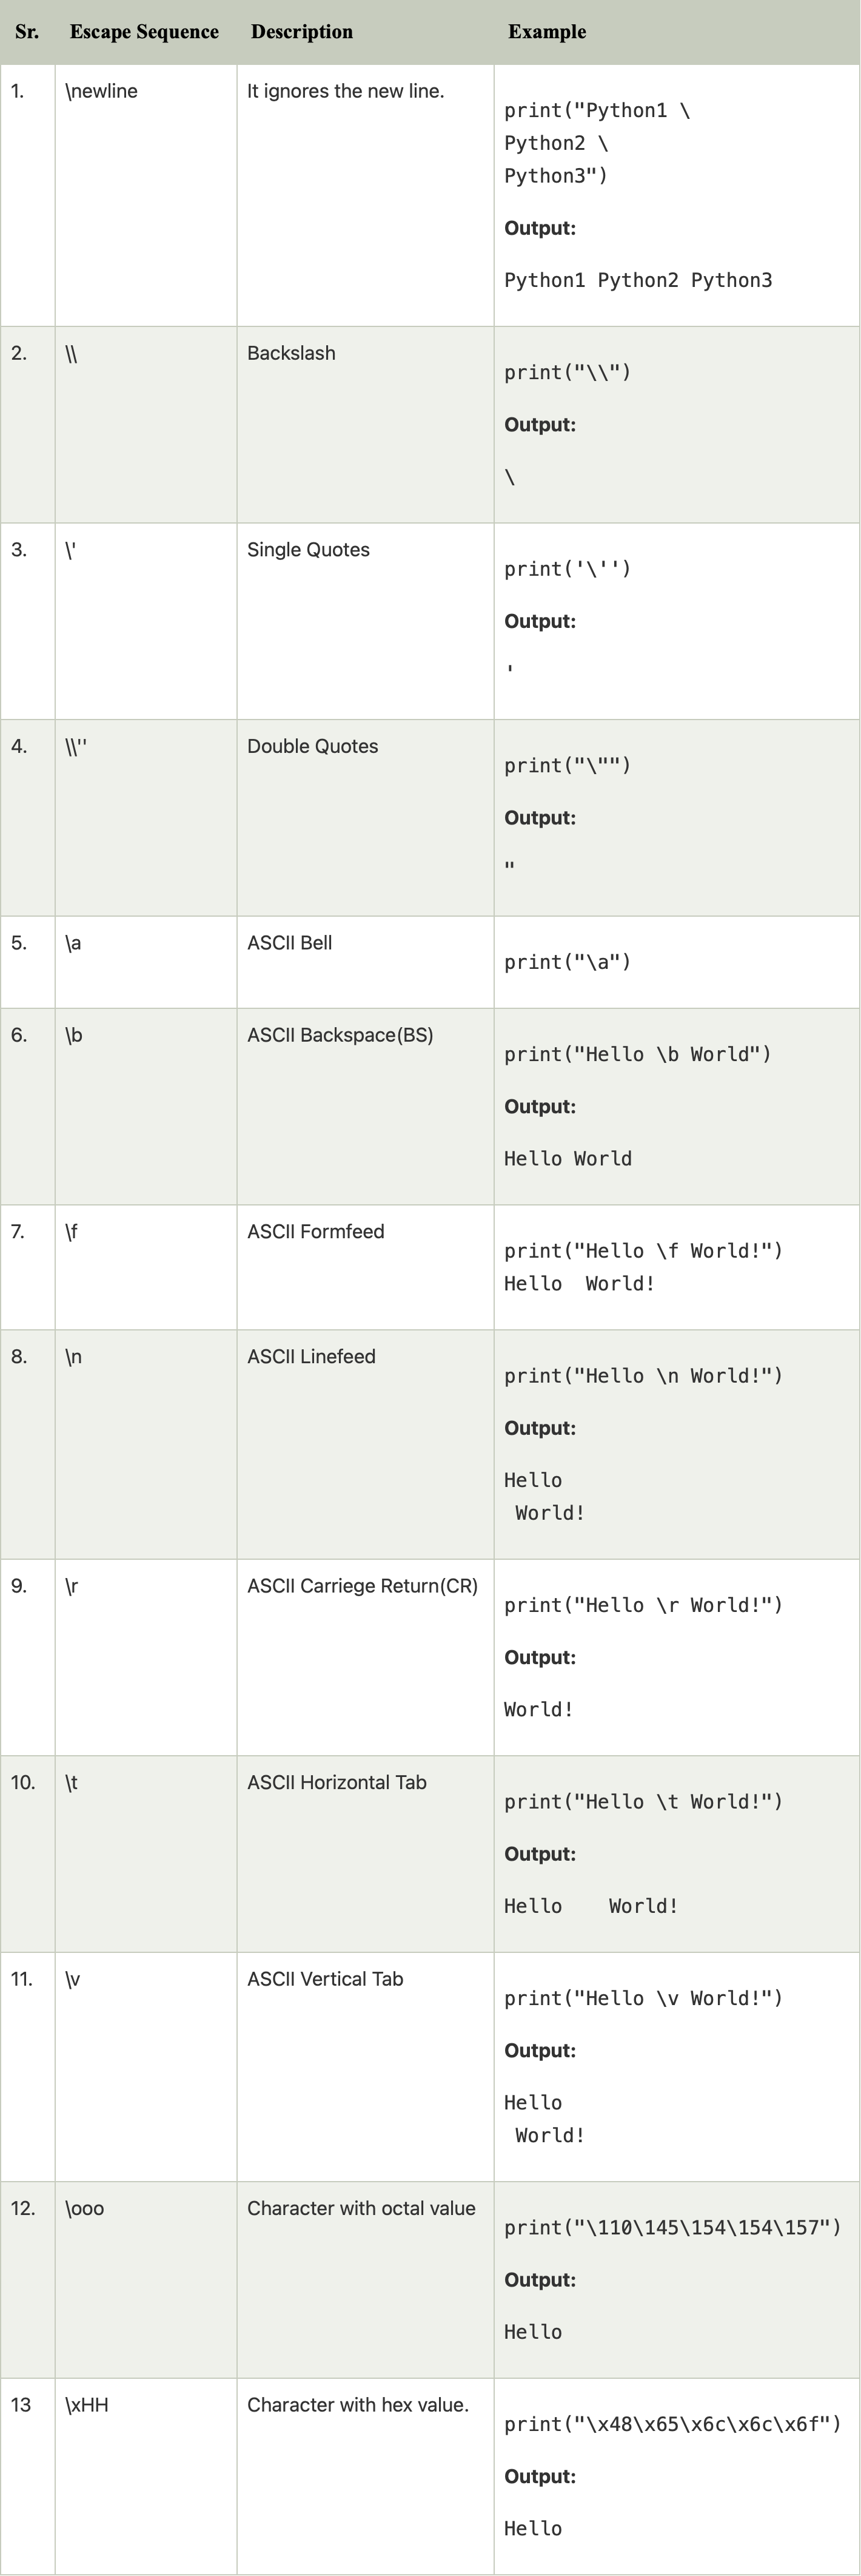 Sr. Escape Sequence Description Example
1. \newline It ignores the new line.
print("Python1 \
Python2 \
Python3")
Output:
Python1 Python2 Python3
2. \\ Backslash
print("\\")
Output:
\
3. \' Single Quotes
print('\'')
Output:
'
4. \\'' Double Quotes
print("\"")
Output:
"
5. \a ASCII Bell
print("\a")
6. \b ASCII Backspace(BS)
print("Hello \b World")
Output:
Hello World
7. \f ASCII Formfeed
print("Hello \f World!")
Hello  World!
8. \n ASCII Linefeed
print("Hello \n World!")
Output:
Hello
 World!
9. \r ASCII Carriege Return(CR)
print("Hello \r World!")
Output:
World!
10. \t ASCII Horizontal Tab
print("Hello \t World!")
Output:
Hello    World!
11. \v ASCII Vertical Tab
print("Hello \v World!")
Output:
Hello
 World!
12. \ooo Character with octal value
print("\110\145\154\154\157")
Output:
Hello
13 \xHH Character with hex value.
print("\x48\x65\x6c\x6c\x6f")
Output:
Hello